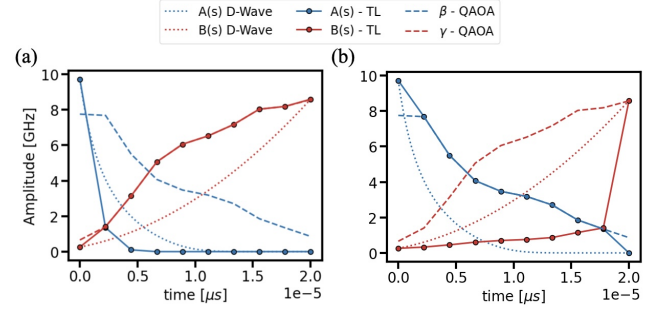 A(s) D-Wave A(s) - TL β - QAOA
B(s) D-Wave B(s) - TL γ - QAOA
(a) (b)
Amplitude [GHz]
10 8 6 4 2 0
0.0 0.5 1.0 1.5 2.0
1e−5
time [μs]
10 8 6 4 2 0
0.0 0.5 1.0 1.5 2.0
1e−5
time [μs]